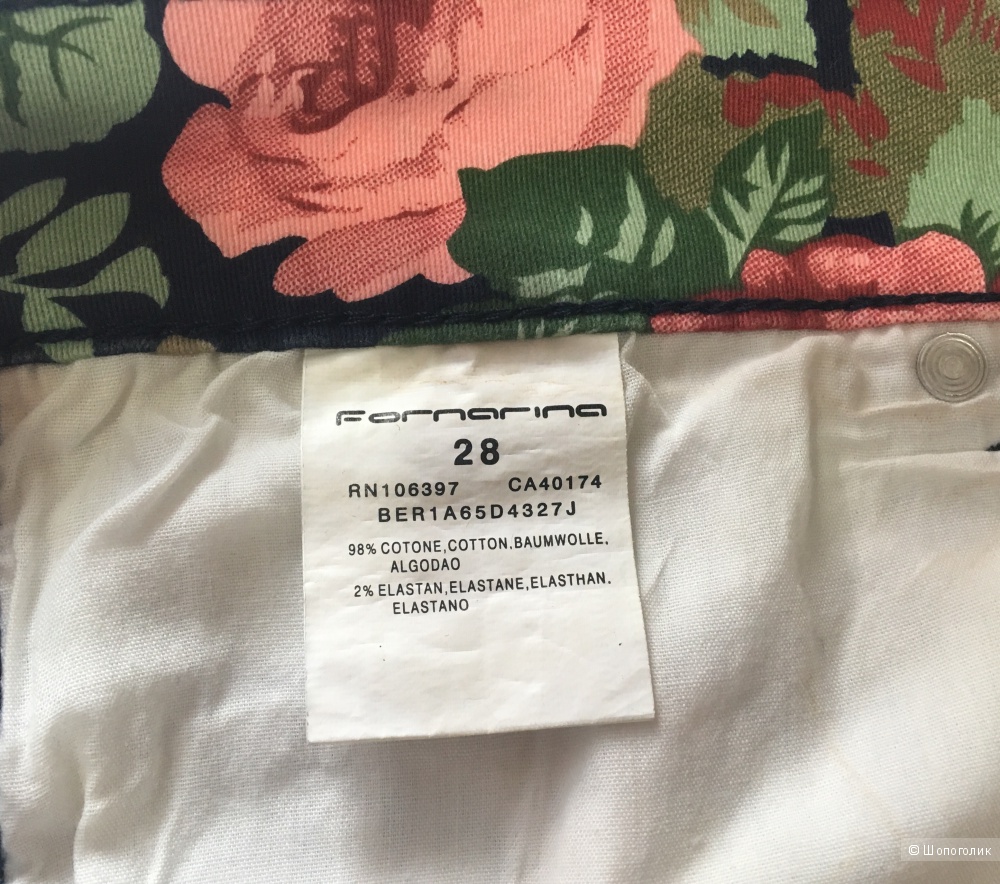 Fornarina
28
RN106397 CA40174
BER1A65D4327J
98% COTONE,COTTON.BAUMWOLLE.
ALGODAO
2% ELASTAN,ELASTANE,ELASTHAN.
ELASTANO
© Шопоголик